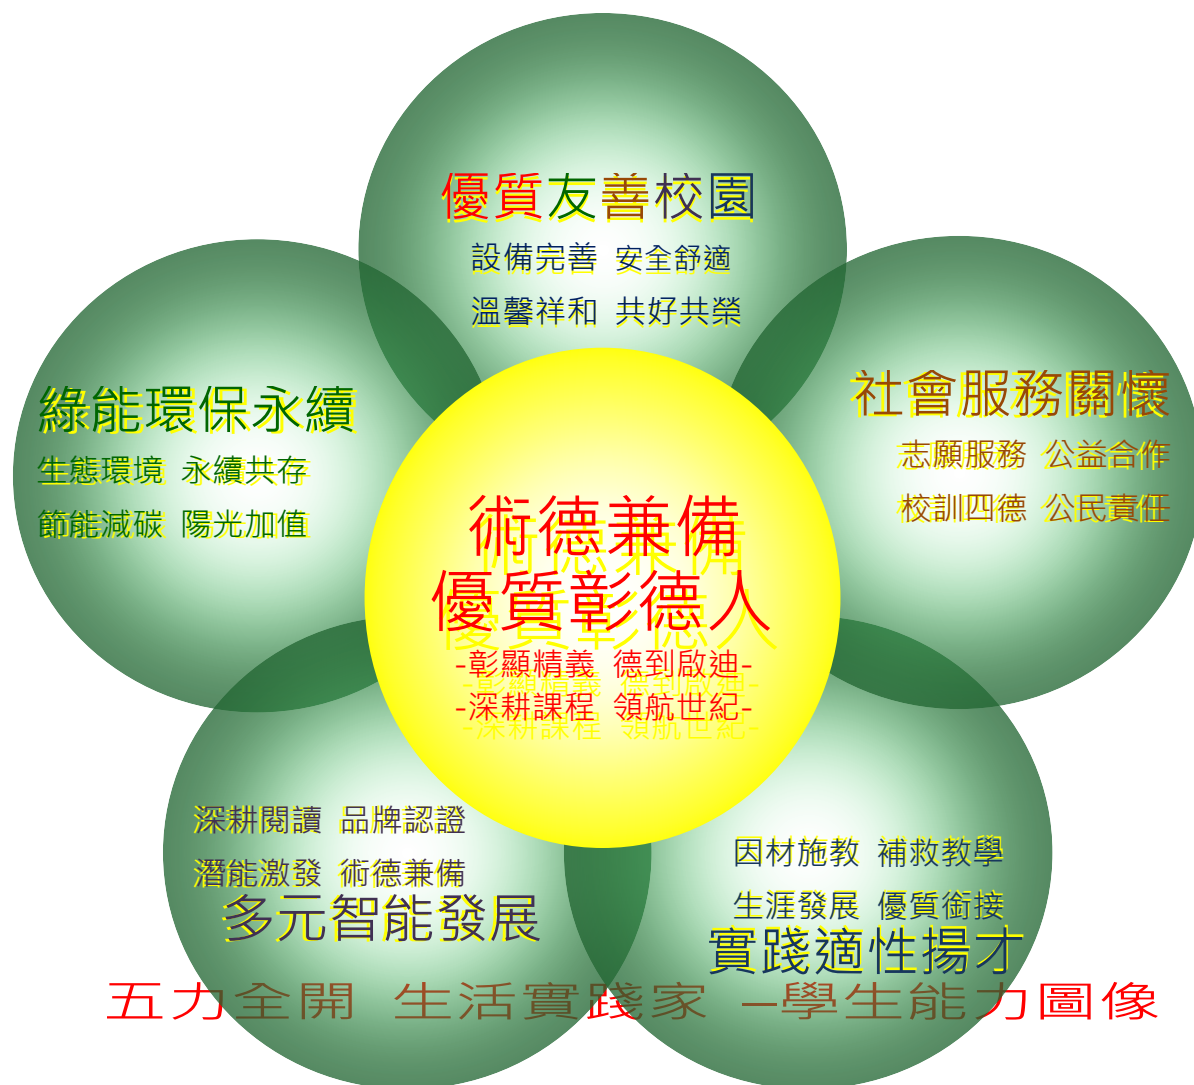 優質友善校園
設備完善 安全舒適
溫馨祥和 共好共榮
綠能環保永續
生態環境 永續共存
節能減碳 陽光加值
社會服務關懷
志願服務 公益合作
校訓四德 公民責任
術德兼備
優質彰德人
-彰顯精義 德到啟迪-
-深耕課程 領航世紀-
深耕閱讀 品牌認證
潛能激發 術德兼備
多元智能發展
因材施教 補救教學
生涯發展 優質銜接
實踐適性揚才
五力全開 生活實踐家 –學生能力圖像